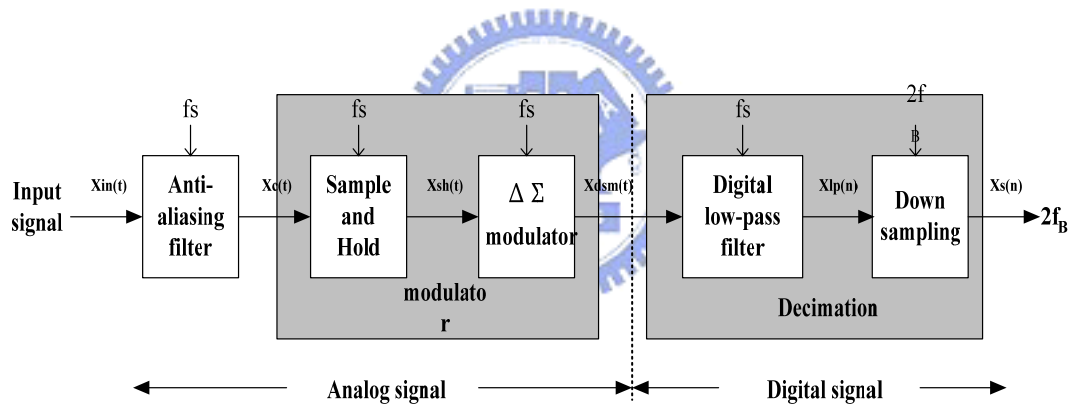 fs
fs
fs
fs
2f
B
Input
signal
Xin(t)
Anti-
aliasing
filter
Xc(t)
Sample
and
Hold
Xsh(t)
Δ Σ
modulator
Xdsm(t)
Digital
low-pass
filter
Xlp(n)
Down
sampling
Xs(n)
2fB
modulato
r
Decimation
Analog signal
Digital signal